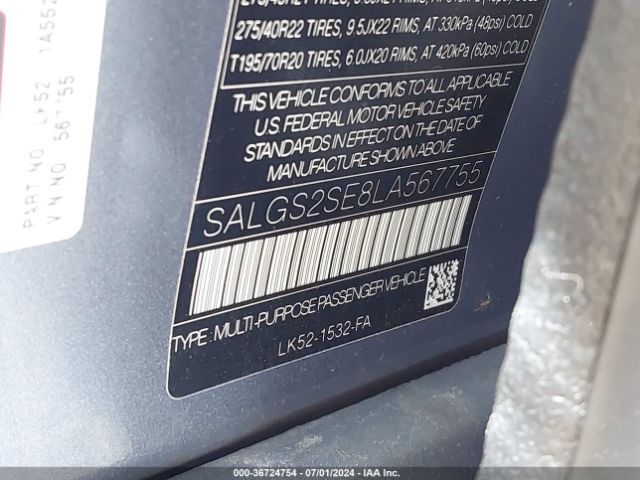 275/40R22 TIRES, 9.5JX22 RIMS, AT 330kPa (48psi) COLD
T195/70R20 TIRES, 6.0JX20 RIMS, AT 420kPa (60psi) COLD
THIS VEHICLE CONFORMS TO ALL APPLICABLE
U.S. FEDERAL MOTOR VEHICLE SAFETY
STANDARDS IN EFFECT ON THE DATE OF
MANUFACTURE SHOWN ABOVE
SALGS2SE8LA567755
TYPE: MULTI-PURPOSE PASSENGER VEHICLE
LK52-1532-FA
PART NO
VIN NO
000-36724754 / 07/01/2024 / IAA Inc.